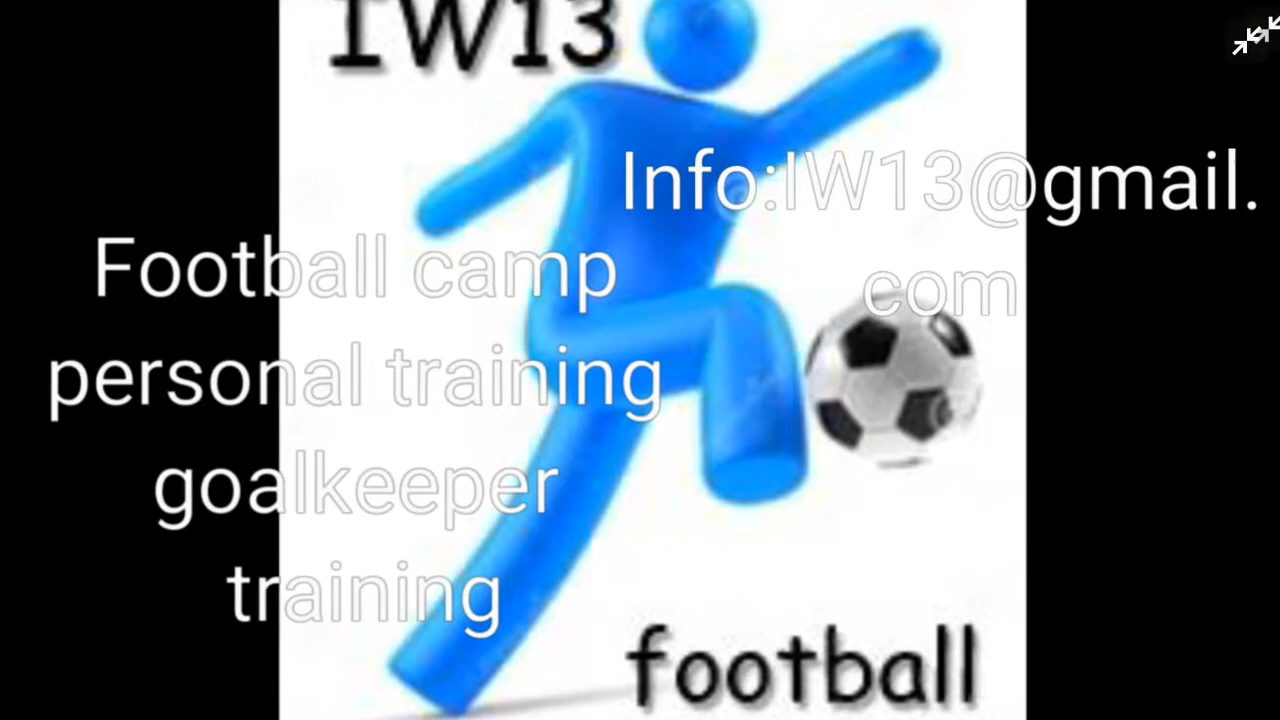 IW13
Info:IW13@gmail.
com
Football camp
personal training
goalkeeper
training
football